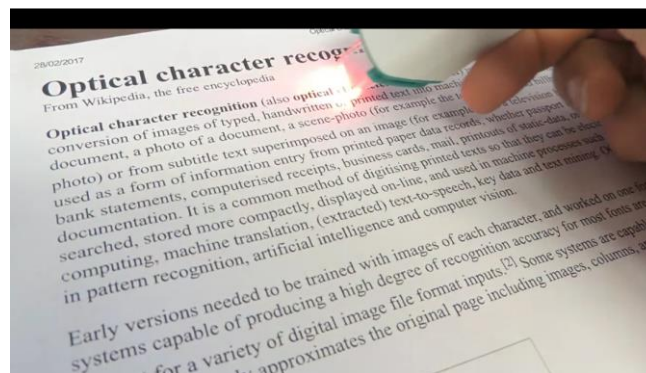 28/02/2017
Optical
Optical character recogn
From Wikipedia, the free encyclopedia
Optical character recognition (also optical
conversion of images of typed, handwritten or printed text into mach
document, a photo of a document, a scene-photo (for example the television
photo) or from subtitle text superimposed on an image (for example
used as a form of information entry from printed paper data records, whether passport
bank statements, computerised receipts, business cards, mail, printouts of static-data, or
documentation. It is a common method of digitising printed texts so that they can be
searched, stored more compactly, displayed on-line, and used in machine processes such
computing, machine translation, (extracted) text-to-speech, key data and text mining.
in pattern recognition, artificial intelligence and computer vision.
Early versions needed to be trained with images of each character, and worked on one
systems capable of producing a high degree of recognition accuracy for most fonts are
for a variety of digital image file format inputs.[2] Some systems are capab
approximates the original page including images, columns,